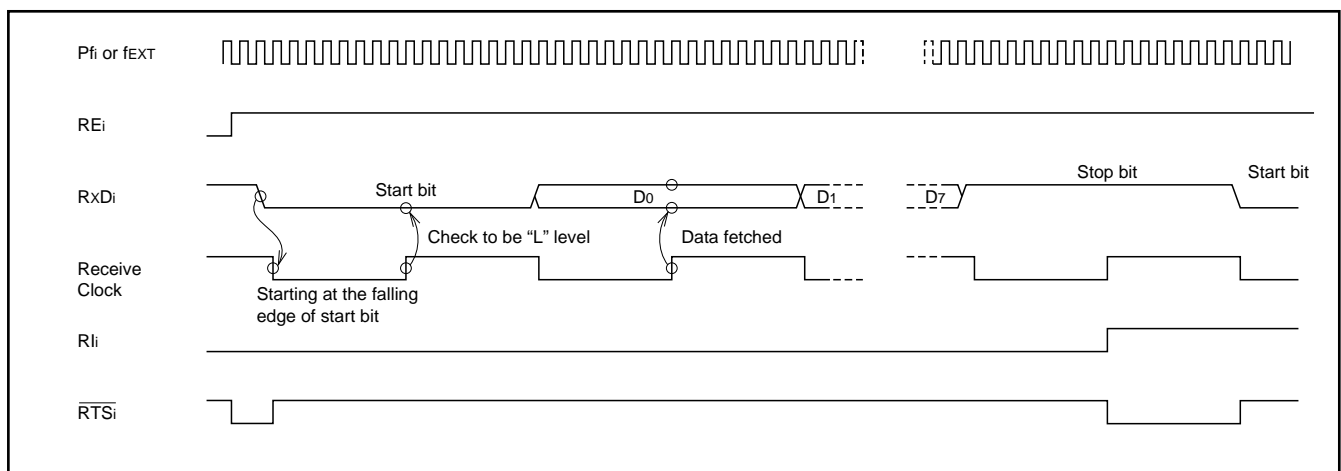 Pfi or fEXT
REi
RxDi
Start bit
D0
D1
D7
Stop bit
Start bit
Check to be “L” level
Data fetched
Receive
Clock
Starting at the falling
edge of start bit
RIi
RTSi